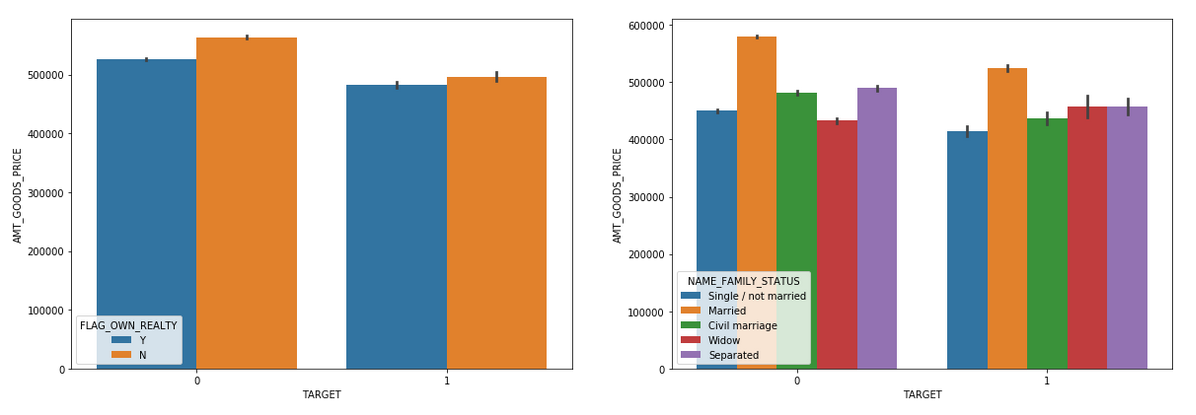 AMT_GOODS_PRICE
500000
400000
300000
200000
100000
0
FLAG_OWN_REALTY
Y
N
0 1
TARGET
AMT_GOODS_PRICE
600000
500000
400000
300000
200000
100000
0
NAME_FAMILY_STATUS
Single / not married
Married
Civil marriage
Widow
Separated
0 1
TARGET